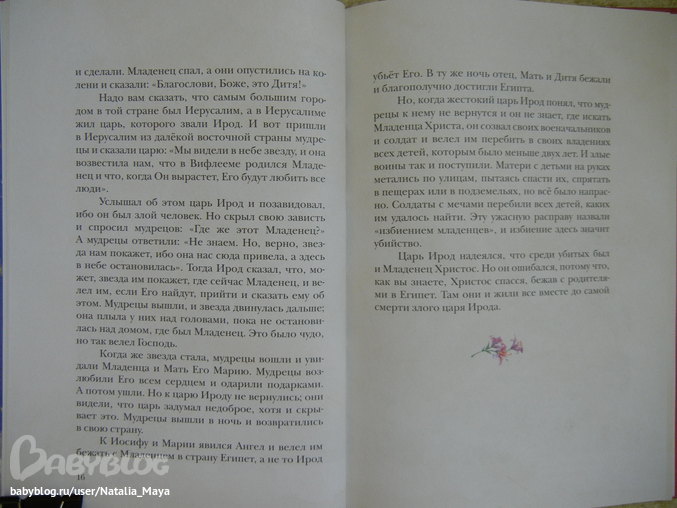 и сделали. Младенец спал, а они опустились на ко-
лени и сказали: «Благослови, Боже, это Дитя!»
Надо вам сказать, что самым большим горо-
дом в той стране был Иерусалим, а в Иерусалиме
жил царь, которого звали Ирод. И вот пришли
в Иерусалим из далёкой восточной страны мудре-
цы и сказали царю: «Мы видели в небе звезду, и она
возвестила нам, что в Вифлееме родился Младе-
нец и что, когда Он вырастет, Его будут любить все
люди».
Услышал об этом царь Ирод и позавидовал,
ибо он был злой человек. Но скрыл свою зависть
и спросил мудрецов: «Где же этот Младенец?»
А мудрецы ответили: «Не знаем. Но, верно, звез-
да нам покажет, ибо она нас сюда привела, а здесь
в небе остановилась». Тогда Ирод сказал, что, мо-
жет, звезда им покажет, где сейчас Младенец, и ве-
лел им, если Его найдут, прийти и сказать ему об
этом. Мудрецы вышли, и звезда двинулась дальше;
она плыла у них над головами, пока не останови-
лась над домом, где был Младенец. Это было чудо,
но так велел Господь.
Когда же звезда стала, мудрецы вошли и уви-
дали Младенца и Мать Его Марию. Мудрецы воз-
любили Его всем сердцем и одарили подарками.
А потом ушли. Но к царю Ироду не вернулись; они
видели, что царь задумал недоброе, хотя и скры-
вает это. Мудрецы вышли в ночи и возвратились
в свою страну.
К Иосифу и Марии явился Ангел и велел им
бежать с Младенцем в страну Египет, а не то Ирод
16
убьёт Его. В ту же ночь отец, Мать и Дитя бежали
и благополучно достигли Египта.
Но, когда жестокий царь Ирод понял, что муд-
рецы к нему не вернутся и он не знает, где искать
Младенца Христа, он созвал своих военачальников
и солдат и велел им перебить в своих владениях
всех детей, которым было меньше двух лет. И злые
воины так и поступили. Матери с детьми на руках
метались по улицам, пытаясь спасти их, спрятать
в пещерах или в подземельях, но всё было напрас-
но. Солдаты с мечами перебили всех детей, каких
им удалось найти. Эту ужасную расправу назвали
«избиением младенцев», и избиение здесь значит
убийство.
Царь Ирод надеялся, что среди убитых был
и Младенец Христос. Но он ошибался, потому что,
как вы знаете, Христос спасся, бежав с родителя-
ми в Египет. Там они и жили все вместе до самой
смерти злого царя Ирода.
BABYBLOG
babyblog.ru/user/Natalia_Maya